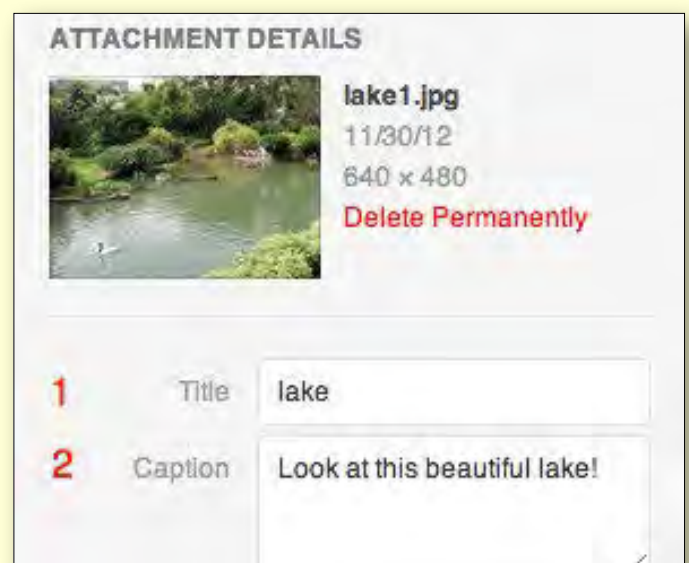 ATTACHMENT DETAILS
lake1.jpg
11/30/12
640 × 480
Delete Permanently
1 Title lake
2 Caption Look at this beautiful lake!